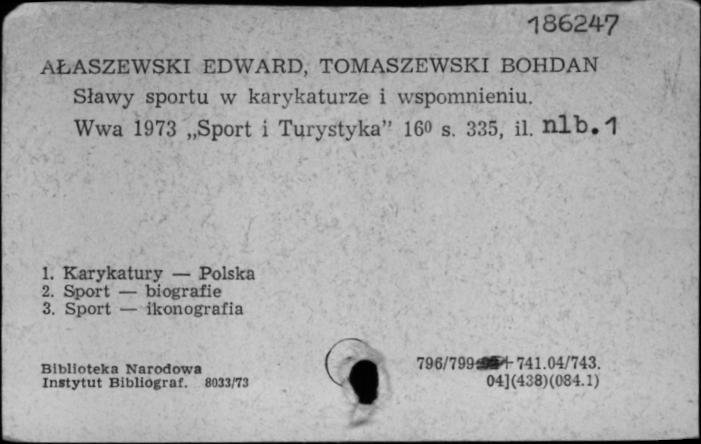 186247
AŁASZEWSKI EDWARD, TOMASZEWSKI BOHDAN
Sławy sportu w karykaturze i wspomnieniu.
Wwa 1973 „Sport i Turystyka” 16⁰ s. 335, il. nlb.1
1. Karykatury — Polska
2. Sport — biografie
3. Sport — ikonografia
Biblioteka Narodowa
Instytut Bibliograf. 8033/73
796/799 + 741.04/743.
04](438)(084.1)